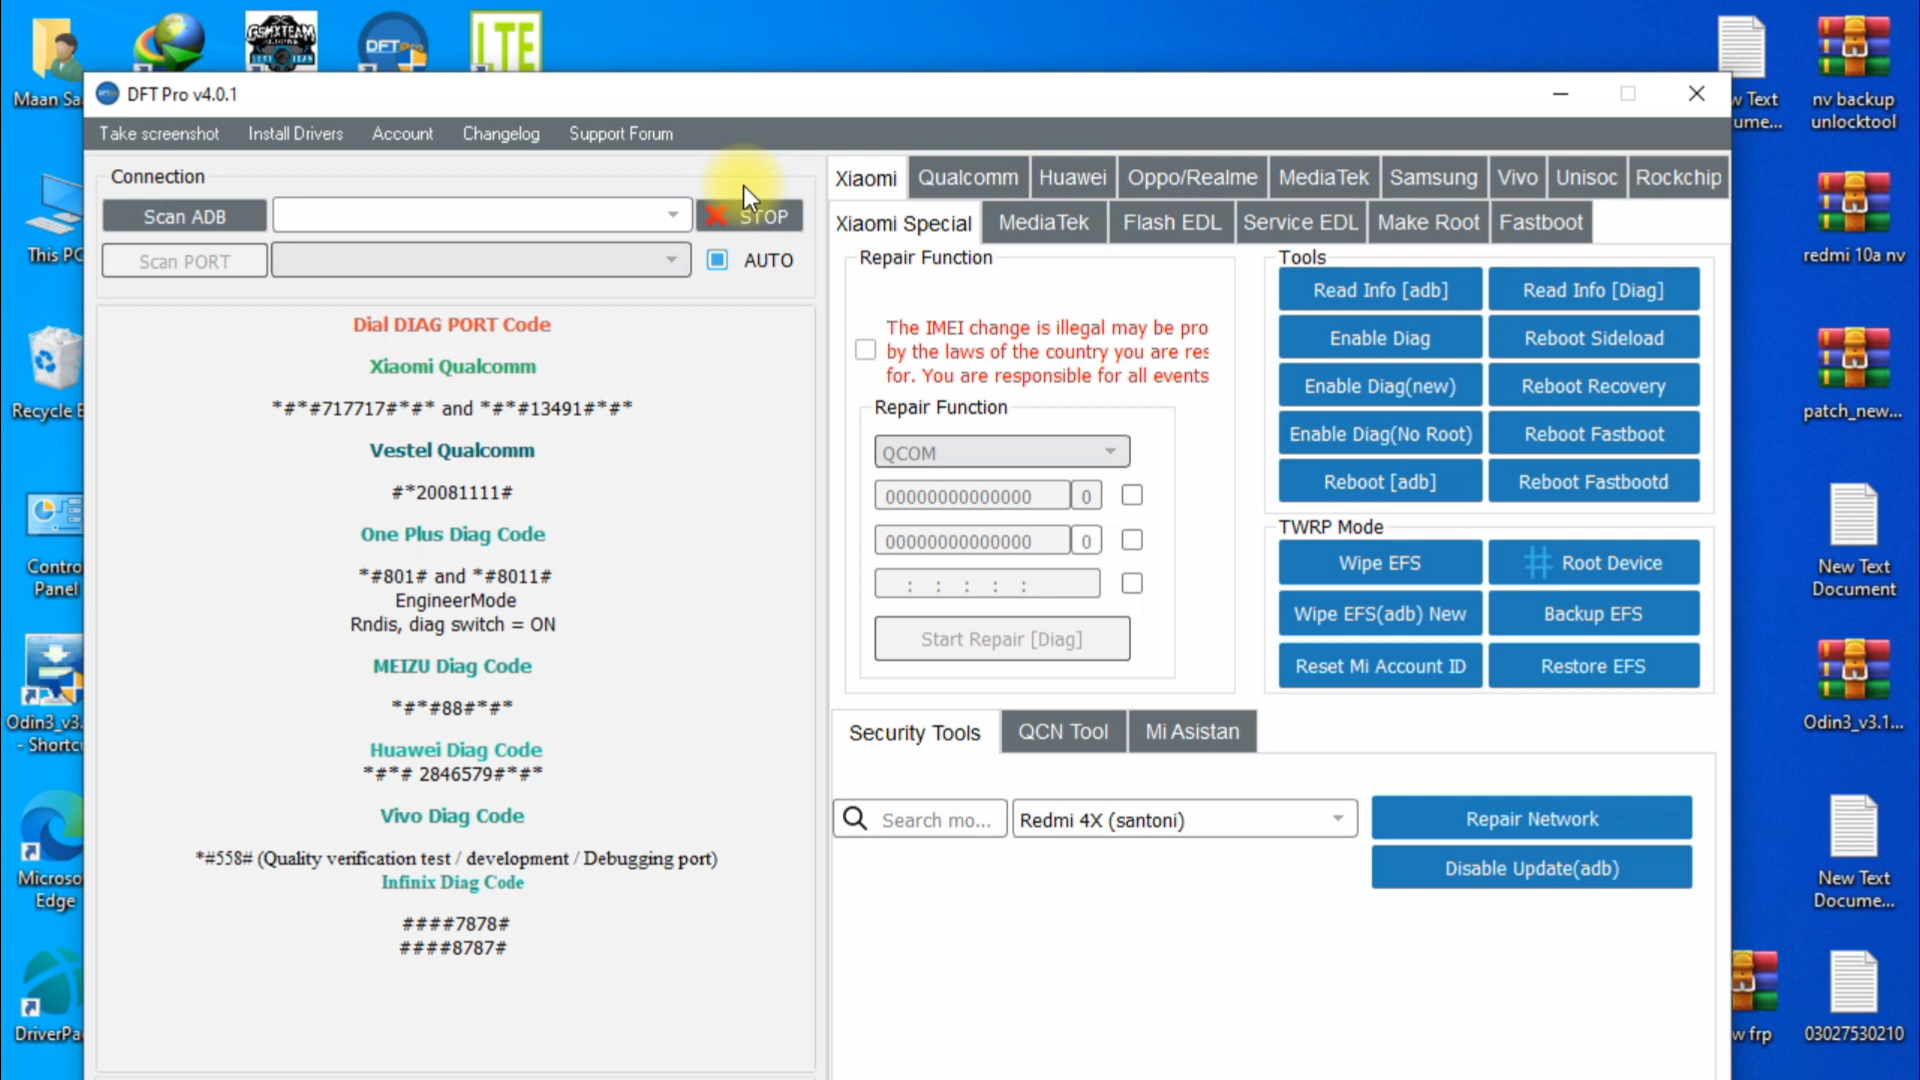 GSMXTEAM
BEST TEAM
DFTPro
LTE
Maan Sa
This PC
Recycle B
Contro
Panel
Odin3_v3.
- Shortcu
Microso
Edge
DriverPa
DFT Pro v4.0.1
Take screenshot
Install Drivers
Account
Changelog
Support Forum
Connection
Scan ADB
STOP
Scan PORT
AUTO
Dial DIAG PORT Code
Xiaomi Qualcomm
*#*#717717#*#* and *#*#13491#*#*
Vestel Qualcomm
#*20081111#
One Plus Diag Code
*#801# and *#8011#
EngineerMode
Rndis, diag switch = ON
MEIZU Diag Code
*#*#88#*#*
Huawei Diag Code
*#*# 2846579#*#*
Vivo Diag Code
*#558# (Quality verification test / development / Debugging port)
Infinix Diag Code
####7878#
####8787#
Xiaomi
Qualcomm
Huawei
Oppo/Realme
MediaTek
Samsung
Vivo
Unisoc
Rockchip
Xiaomi Special
MediaTek
Flash EDL
Service EDL
Make Root
Fastboot
Repair Function
The IMEI change is illegal may be pro
by the laws of the country you are res
for. You are responsible for all events
Repair Function
QCOM
00000000000000 0
00000000000000 0
: : : : :
Start Repair [Diag]
Tools
Read Info [adb]
Read Info [Diag]
Enable Diag
Reboot Sideload
Enable Diag(new)
Reboot Recovery
Enable Diag(No Root)
Reboot Fastboot
Reboot [adb]
Reboot Fastbootd
TWRP Mode
Wipe EFS
Root Device
Wipe EFS(adb) New
Backup EFS
Reset Mi Account ID
Restore EFS
Security Tools
QCN Tool
Mi Asistan
Search mo...
Redmi 4X (santoni)
Repair Network
Disable Update(adb)
w Text
ume...
nv backup
unlocktool
redmi 10a nv
patch_new...
New Text
Document
Odin3_v3.1...
New Text
Docume...
w frp
03027530210